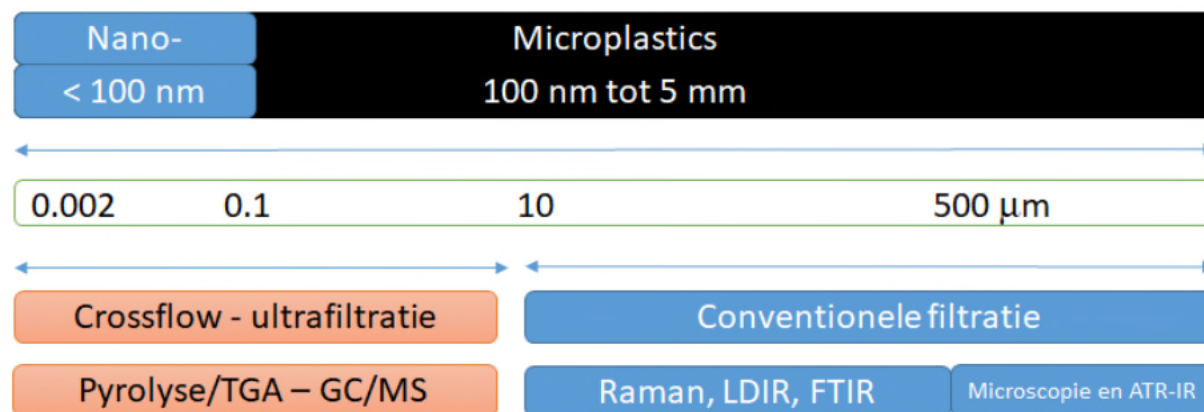 Nano-
< 100 nm
Microplastics
100 nm tot 5 mm
0.002 0.1 10 500 μm
Crossflow - ultrafiltratie
Conventionele filtratie
Pyrolyse/TGA – GC/MS
Raman, LDIR, FTIR
Microscopie en ATR-IR